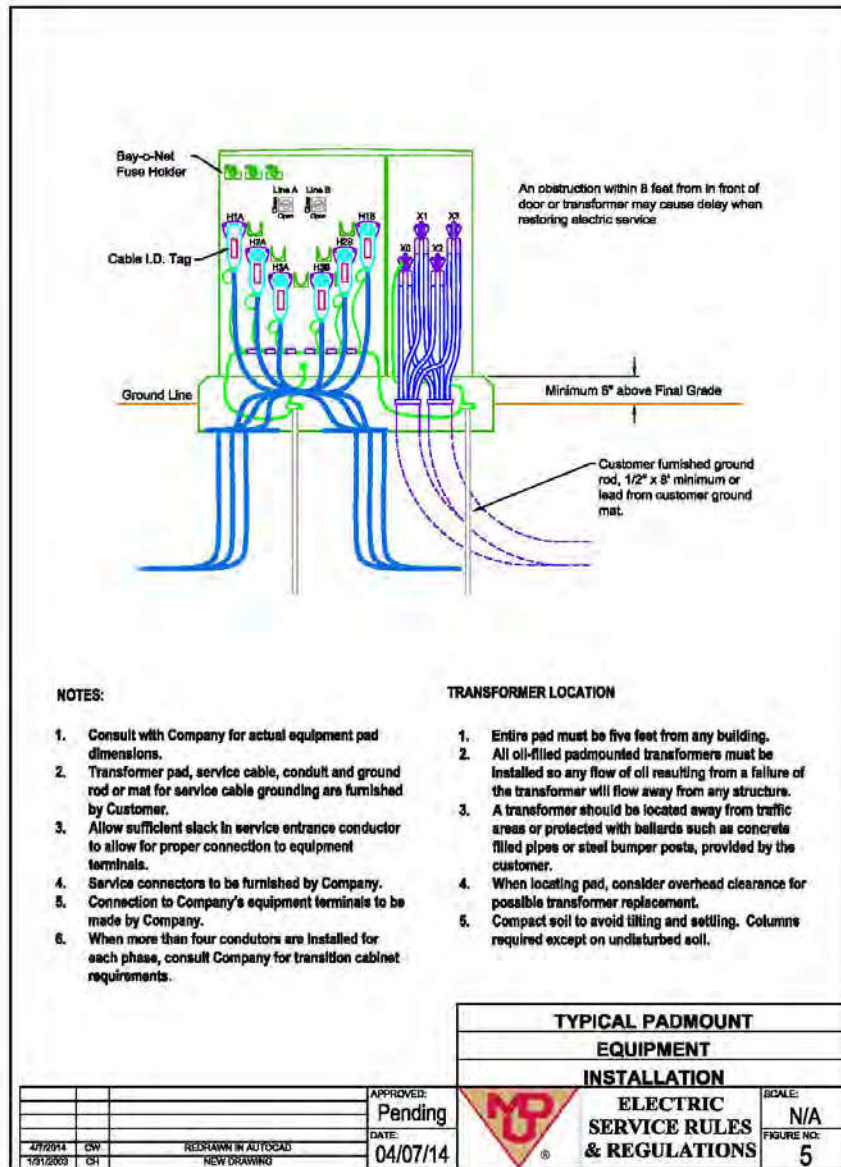 Bay-o-Net
Fuse Holder
Line A
Line B
Close
Open
Close
Open
An obstruction within 8 feet from in front of
door or transformer may cause delay when
restoring electric service
H1A
H2A
H3A
H3B
H2B
H1B
X0
X1
X2
X3
Cable I.D. Tag
Ground Line
Minimum 6" above Final Grade
Customer furnished ground
rod, 1/2" x 8' minimum or
lead from customer ground
mat.
NOTES:
1. Consult with Company for actual equipment pad
dimensions.
2. Transformer pad, service cable, conduit and ground
rod or mat for service cable grounding are furnished
by Customer.
3. Allow sufficient slack in service entrance conductor
to allow for proper connection to equipment
terminals.
4. Service connectors to be furnished by Company.
5. Connection to Company's equipment terminals to be
made by Company.
6. When more than four condutors are installed for
each phase, consult Company for transition cabinet
requirements.
TRANSFORMER LOCATION
1. Entire pad must be five feet from any building.
2. All oil-filled padmounted transformers must be
installed so any flow of oil resulting from a failure of
the transformer will flow away from any structure.
3. A transformer should be located away from traffic
areas or protected with ballards such as concrete
filled pipes or steel bumper posts, provided by the
customer.
4. When locating pad, consider overhead clearance for
possible transformer replacement.
5. Compact soil to avoid tilting and settling. Columns
required except on undisturbed soil.
TYPICAL PADMOUNT
EQUIPMENT
INSTALLATION
4/7/2014 CW REDRAWN IN AUTOCAD
1/31/2003 CH NEW DRAWING
APPROVED:
Pending
DATE:
04/07/14
MDU
®
ELECTRIC
SERVICE RULES
& REGULATIONS
SCALE:
N/A
FIGURE NO:
5